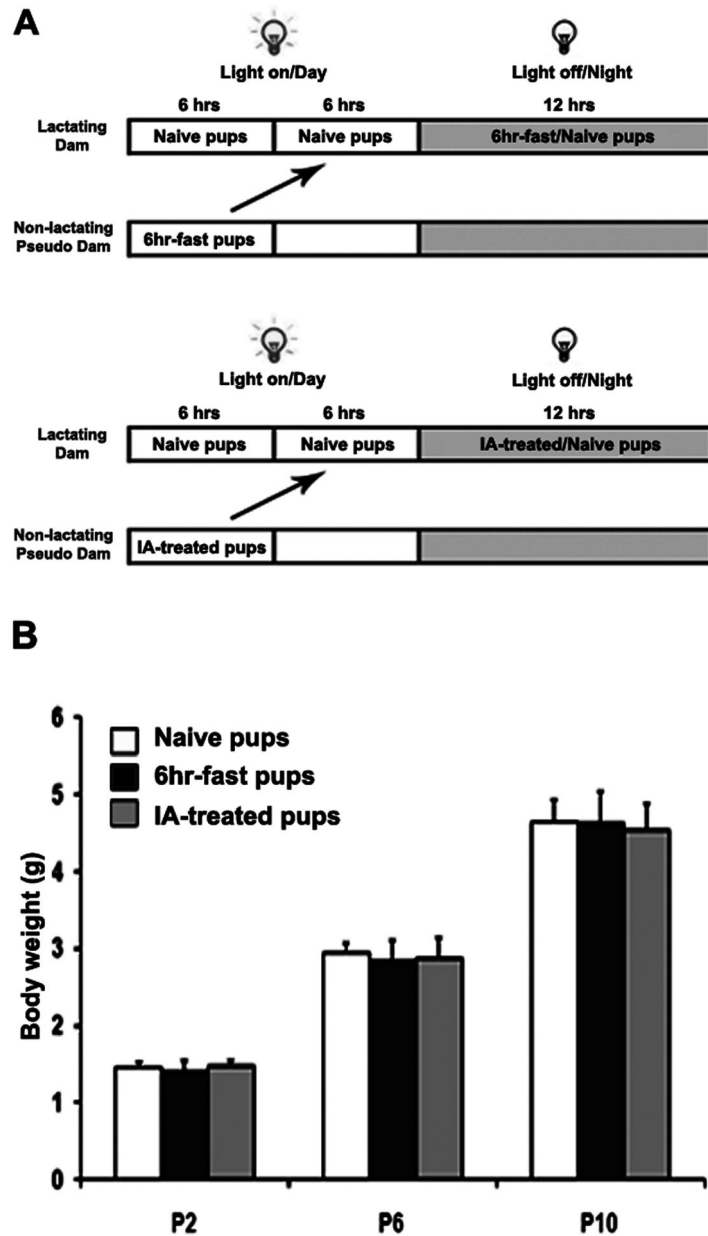 A
Light on/Day
Light off/Night
6 hrs
6 hrs
12 hrs
Lactating
Dam
Naive pups
Naive pups
6hr-fast/Naive pups
Non-lactating
Pseudo Dam
6hr-fast pups
Light on/Day
Light off/Night
6 hrs
6 hrs
12 hrs
Lactating
Dam
Naive pups
Naive pups
IA-treated/Naive pups
Non-lactating
Pseudo Dam
IA-treated pups
B
Body weight (g)
6
5
4
3
2
1
0
Naive pups
6hr-fast pups
IA-treated pups
P2
P6
P10